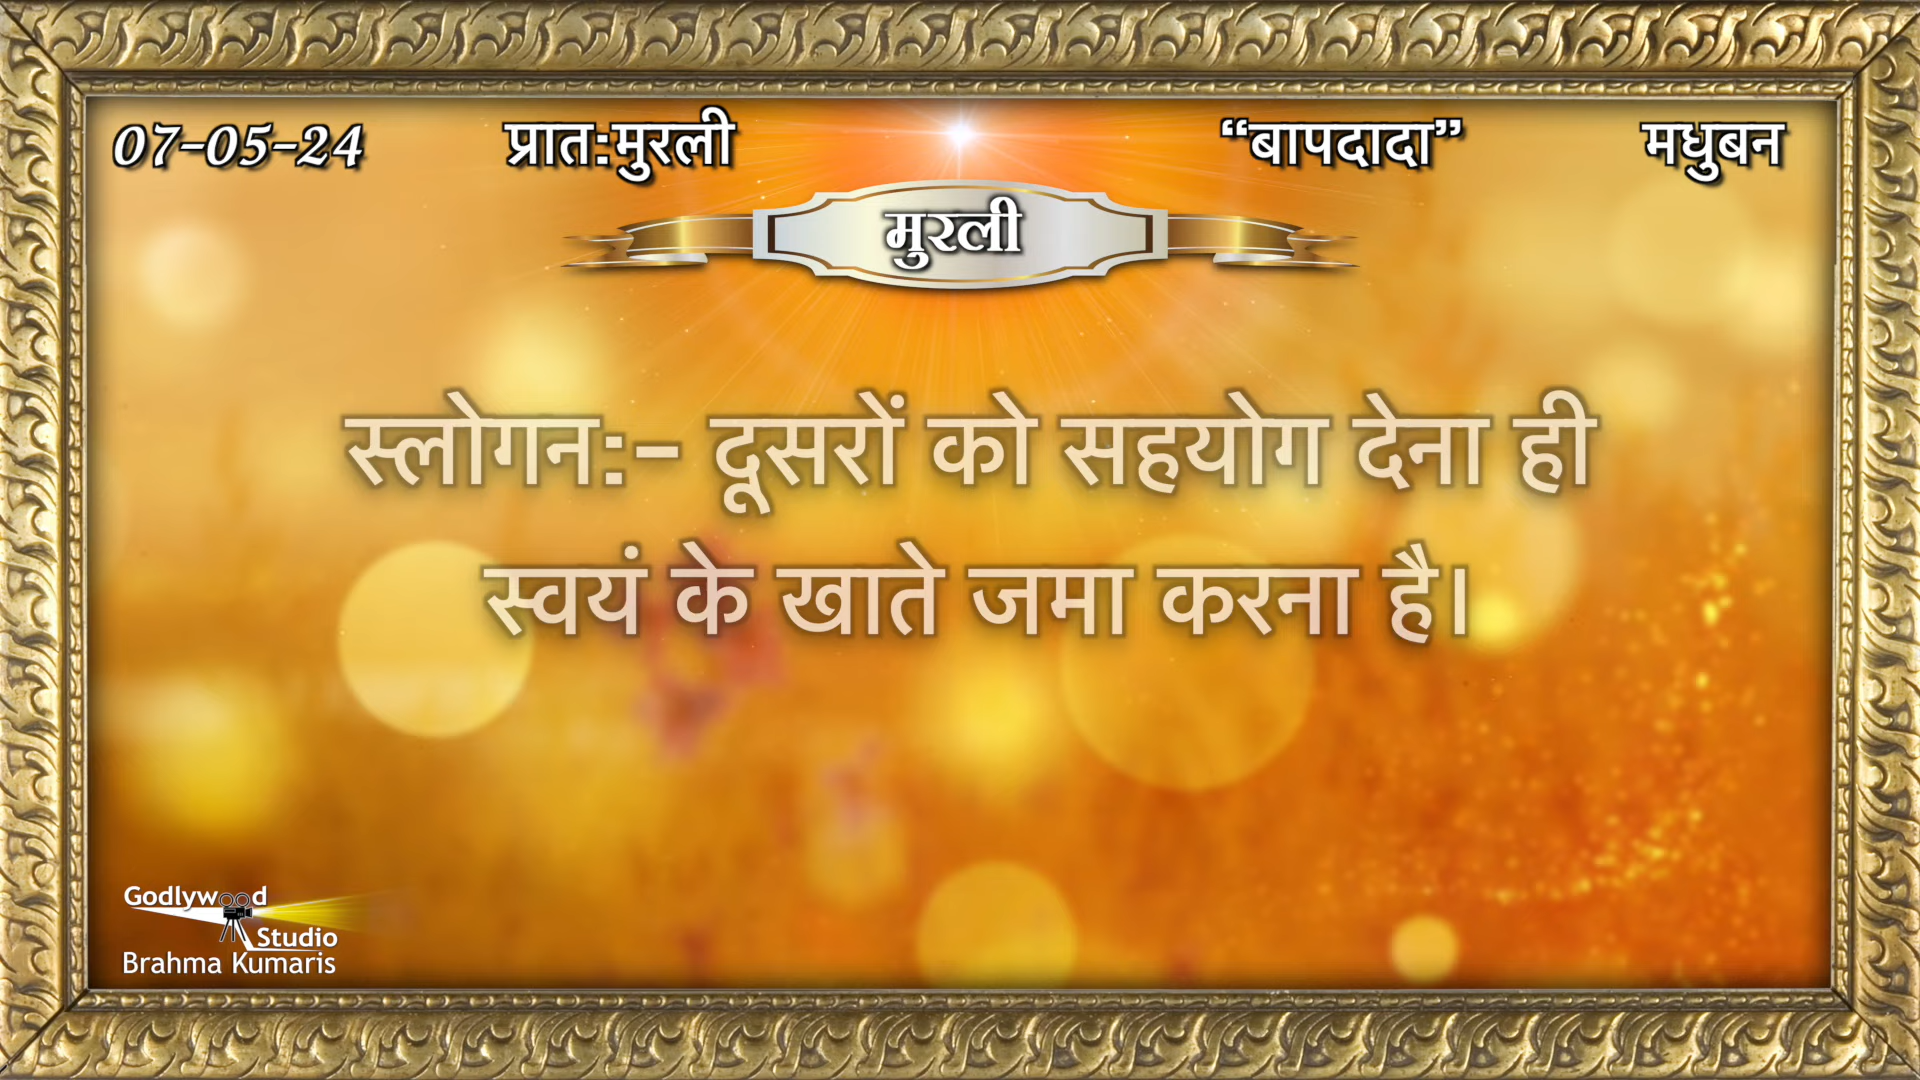 07-05-24 प्रात:मुरली “बापदादा” मधुबन
मुरली
स्लोगन:- दूसरों को सहयोग देना ही
स्वयं के खाते जमा करना है।
Godlywood
Studio
Brahma Kumaris